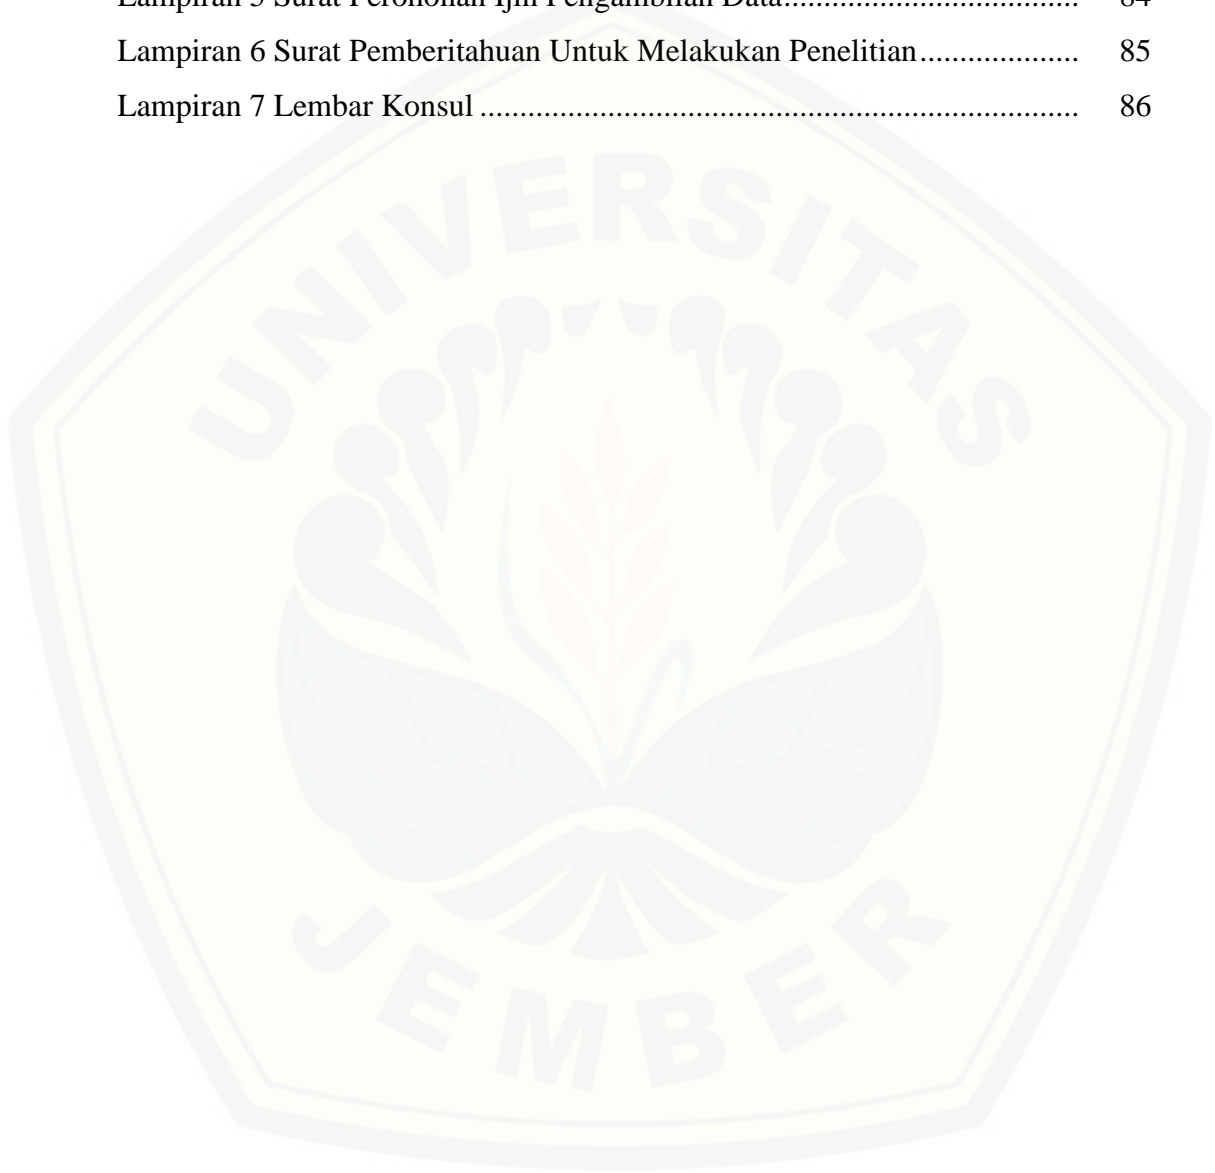 Lampiran 5 Surat Perohonan Ijin Pengambilan Data...................................... 84
Lampiran 6 Surat Pemberitahuan Untuk Melakukan Penelitian.................... 85
Lampiran 7 Lembar Konsul........................................................................... 86
UNIVERSITAS
JEMBER